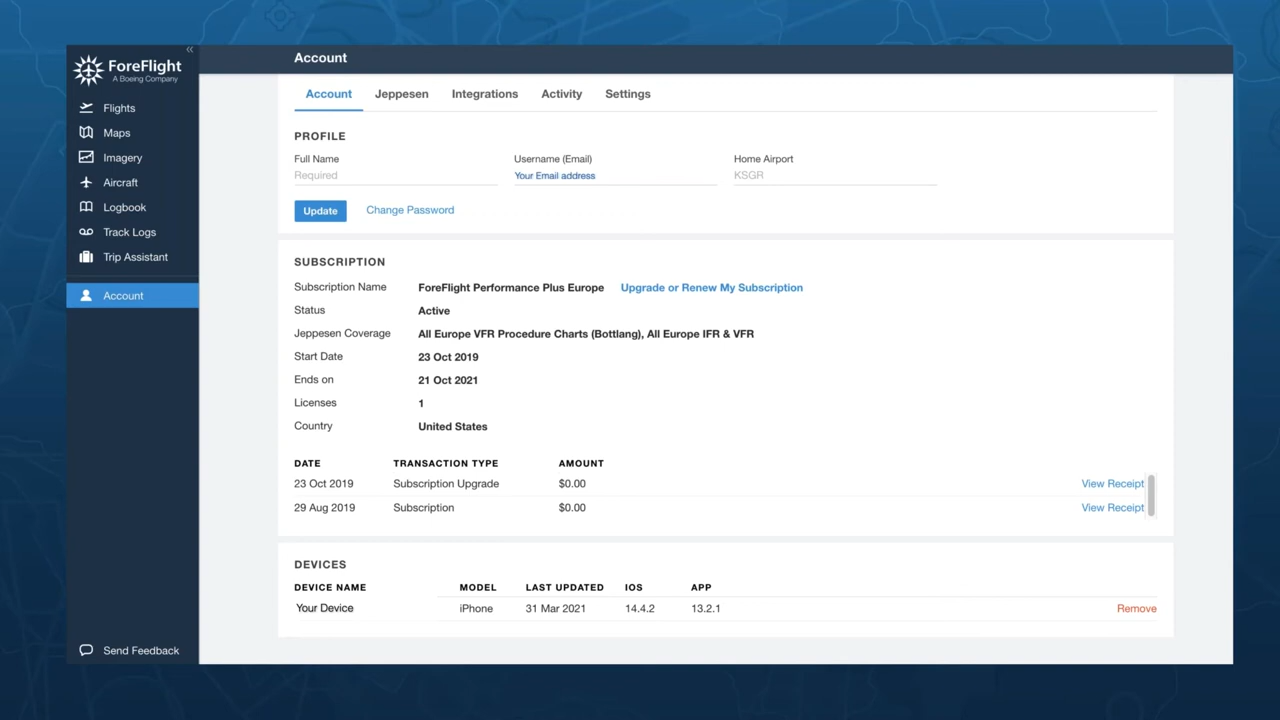 «
ForeFlight
A Boeing Company
Flights
Maps
Imagery
Aircraft
Logbook
Track Logs
Trip Assistant
Account
Send Feedback
Account
Account Jeppesen Integrations Activity Settings
PROFILE
Full Name Username (Email) Home Airport
Required Your Email address KSGR
Update Change Password
SUBSCRIPTION
Subscription Name ForeFlight Performance Plus Europe Upgrade or Renew My Subscription
Status Active
Jeppesen Coverage All Europe VFR Procedure Charts (Bottlang), All Europe IFR & VFR
Start Date 23 Oct 2019
Ends on 21 Oct 2021
Licenses 1
Country United States
DATE TRANSACTION TYPE AMOUNT
23 Oct 2019 Subscription Upgrade $0.00 View Receipt
29 Aug 2019 Subscription $0.00 View Receipt
DEVICES
DEVICE NAME MODEL LAST UPDATED IOS APP
Your Device iPhone 31 Mar 2021 14.4.2 13.2.1 Remove